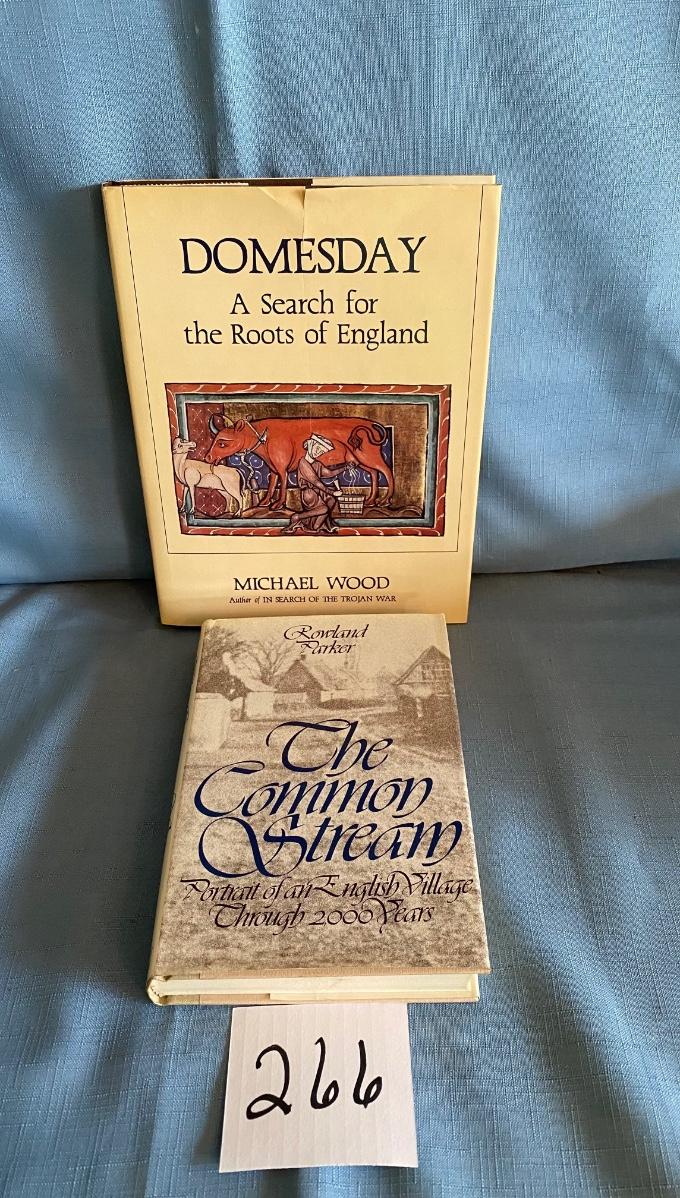 DOMESDAY
A Search for
the Roots of England
MICHAEL WOOD
Author of IN SEARCH OF THE TROJAN WAR
Rowland
Parker
The
Common
Stream
Portrait of an English Village
Through 2000 Years
266